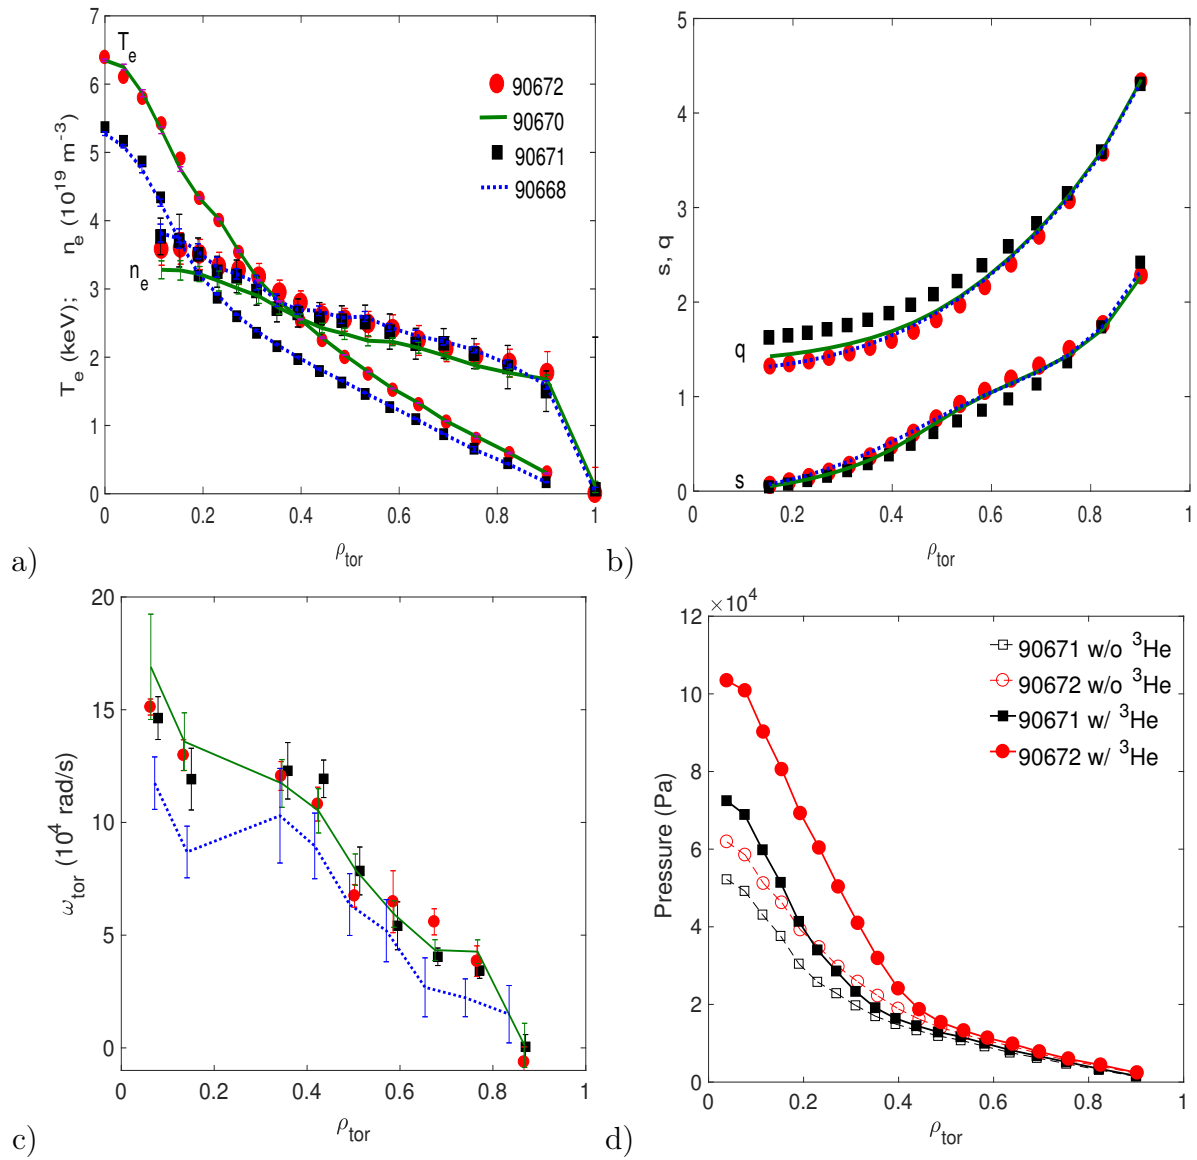 7
6
5
4
3
2
1
0
T_e (keV); n_e (10^19 m^-3)
T_e
n_e
90672
90670
90671
90668
0
0.2
0.4
0.6
0.8
1
ρ_tor
a)
5
4
3
2
1
0
s, q
q
s
0.2
0.4
0.6
0.8
1
ρ_tor
b)
20
15
10
5
0
ω_tor (10^4 rad/s)
0
0.2
0.4
0.6
0.8
1
ρ_tor
c)
×10^4
12
10
8
6
4
2
0
Pressure (Pa)
90671 w/o ^3He
90672 w/o ^3He
90671 w/ ^3He
90672 w/ ^3He
0
0.2
0.4
0.6
0.8
1
ρ_tor
d)